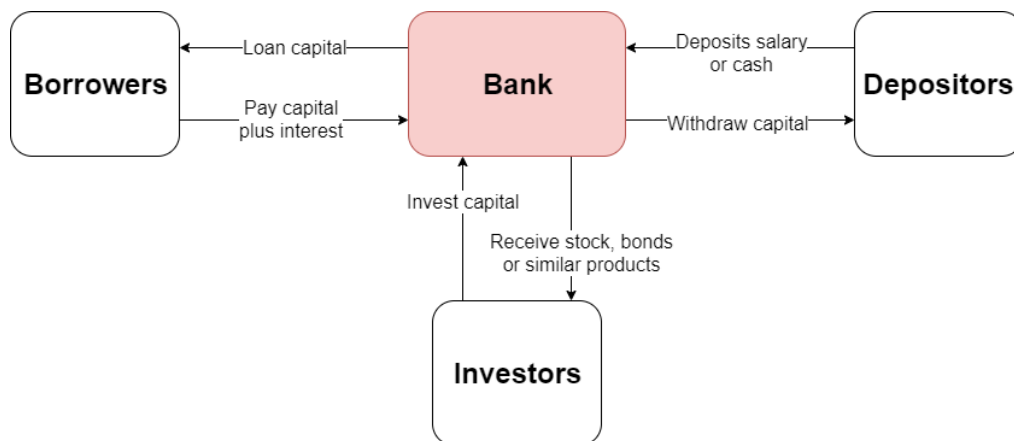 Borrowers
Loan capital
Pay capital
plus interest
Bank
Deposits salary
or cash
Withdraw capital
Depositors
Invest capital
Receive stock, bonds
or similar products
Investors